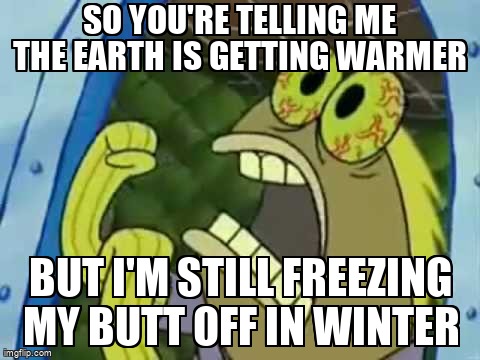 SO YOU'RE TELLING ME
THE EARTH IS GETTING WARMER
BUT I'M STILL FREEZING
MY BUTT OFF IN WINTER
imgflip.com